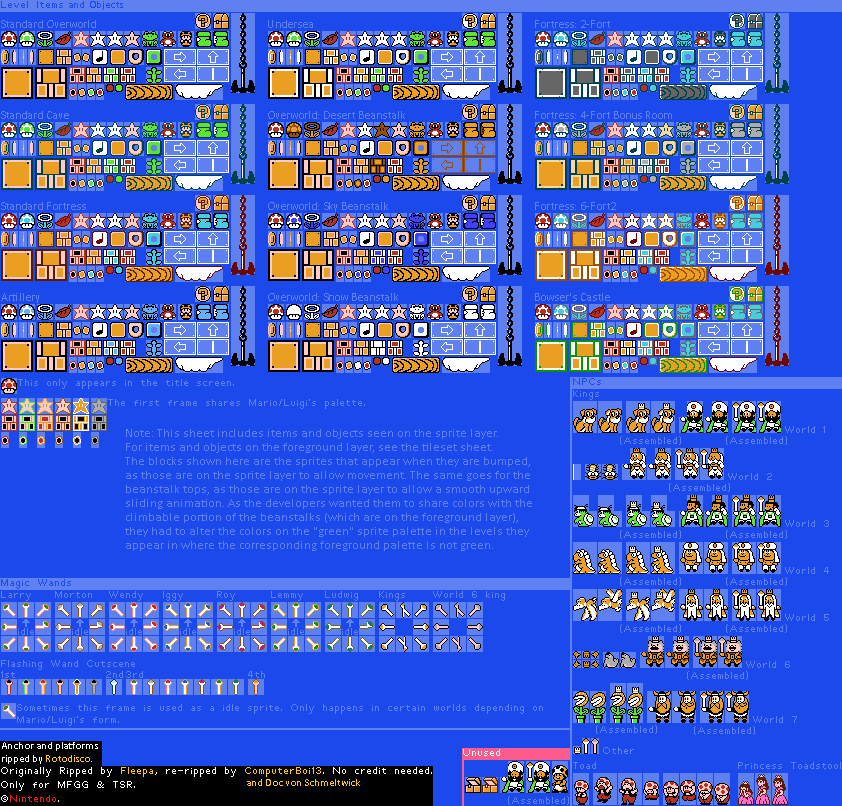 Level Items and Objects
Standard Overworld
Undersea
Fortress: 2-Fort
Standard Cave
Overworld: Desert Beanstalk
Fortress: 4-Fort Bonus Room
Standard Fortress
Overworld: Sky Beanstalk
Fortress: 6-Fort2
Artillery
Overworld: Snow Beanstalk
Bowser's Castle
This only appears in the title screen.
The first frame shares Mario/Luigi's palette.
Note: This sheet includes items and objects seen on the sprite layer.
For items and objects on the foreground layer, see the tileset sheet.
The blocks shown here are the sprites that appear when they are bumped,
as those are on the sprite layer to allow movement. The same goes for the
beanstalk tops, as those are on the sprite layer to allow a smooth upward
sliding animation. As the developers wanted them to share colors with the
climbable portion of the beanstalks (which are on the foreground layer),
they had to alter the colors on the "green" sprite palette in the levels they
appear in where the corresponding foreground palette is not green.
NPCs
Kings
(Assembled) (Assembled) World 1
(Assembled) World 2
(Assembled) (Assembled) World 3
(Assembled) (Assembled) World 4
(Assembled) (Assembled) World 5
(Assembled) World 6
(Assembled) (Assembled) World 7
Other
Toad
Princess Toadstool
Magic Wands
Larry Morton Wendy Iggy Roy Lemmy Ludwig Kings World 6 king
idle idle idle idle idle idle idle
Flashing Wand Cutscene
1st 2nd 3rd 4th
Sometimes this frame is used as a idle sprite. Only happens in certain worlds depending on
Mario/Luigi's form.
Anchor and platforms
ripped by Rotodisco.
Originally Ripped by Fleepa, re-ripped by ComputerBoi13. No credit needed.
and Doc von Schmeltwick
Only for MFGG & TSR.
©Nintendo.
Unused
(Assembled)